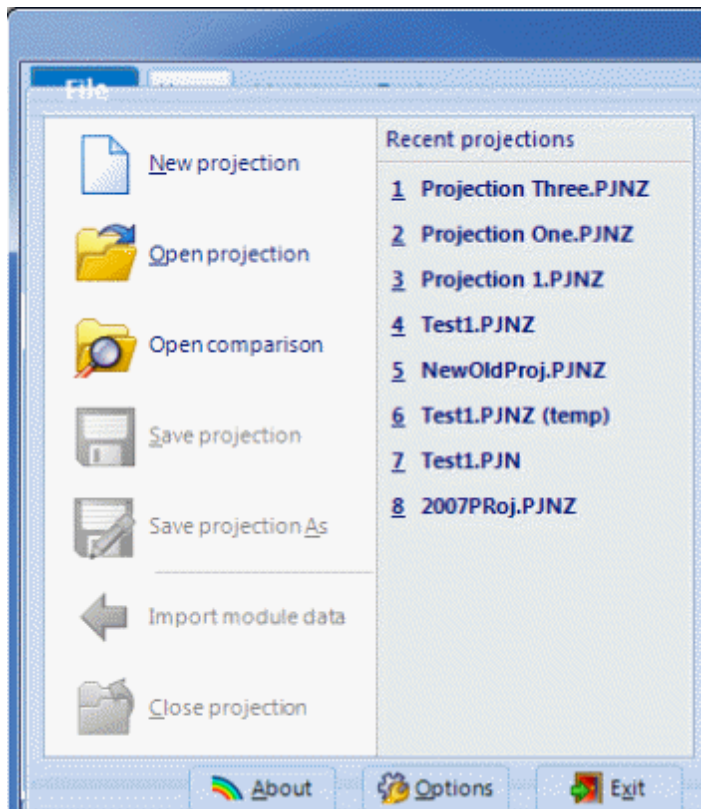 File
New projection
Open projection
Open comparison
Save projection
Save projection As
Import module data
Close projection
Recent projections
1 Projection Three.PJNZ
2 Projection One.PJNZ
3 Projection 1.PJNZ
4 Test1.PJNZ
5 NewOldProj.PJNZ
6 Test1.PJNZ (temp)
7 Test1.PJN
8 2007PRoj.PJNZ
About Options Exit